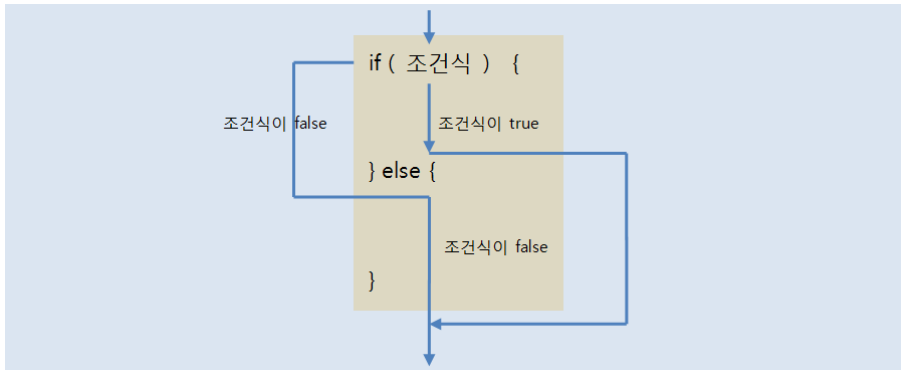 if ( 조건식 ) {
조건식이 false
조건식이 true
} else {
조건식이 false
}